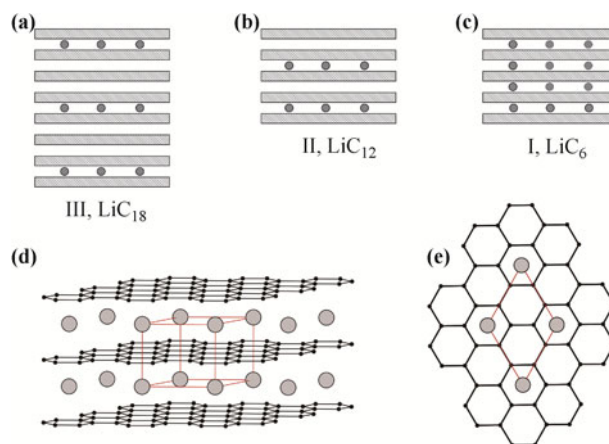 (a)
(b)
(c)
III, LiC₁₈
II, LiC₁₂
I, LiC₆
(d)
(e)